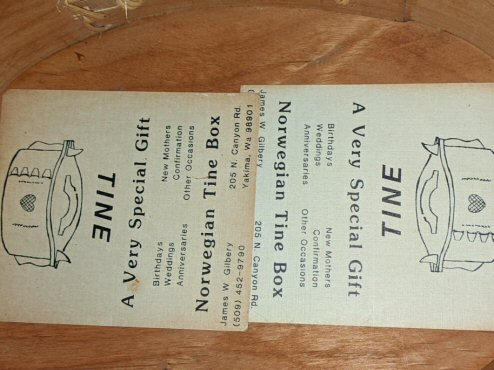 TINE
A Very Special Gift
Birthdays New Mothers
Weddings Confirmation
Anniversaries Other Occasions
Norwegian Tine Box
James W Gilbery 205 N. Canyon Rd.
(509) 452-9790 Yakima, Wa 98901
TINE
A Very Special Gift
Birthdays New Mothers
Weddings Confirmation
Anniversaries Other Occasions
Norwegian Tine Box
James W Gilbery 205 N. Canyon Rd.